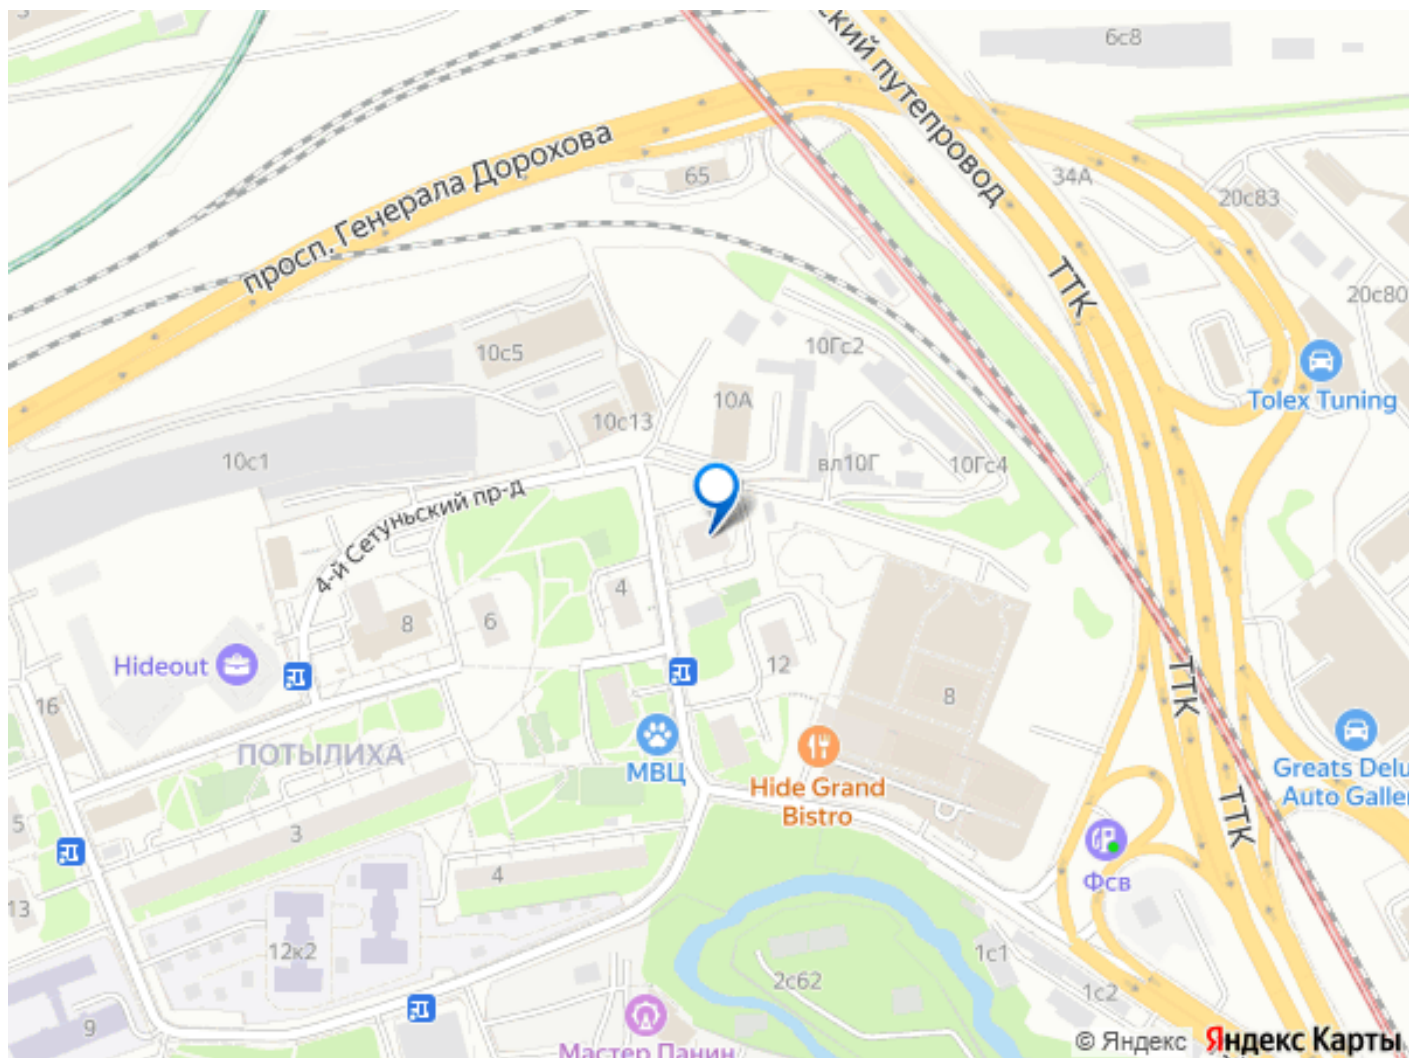 ский путепровод
6с8
просп. Генерала Дорохова
65
34А
20с83
ТТК
20с80
10Гс2
10с5
Tolex Tuning
10А
10с13
10с1
вл10Г
10Гс4
4-й Сетуньский пр-д
4
6
8
Hideout
12
ТТК
8
16
МВЦ
ПОТЫЛИХА
Hide Grand
Bistro
Greats Delu
Auto Galler
ТТК
5
3
4
Фсв
13
12к2
1с1
2с62
1с2
9
Мастер Панин
© Яндекс Яндекс Карты